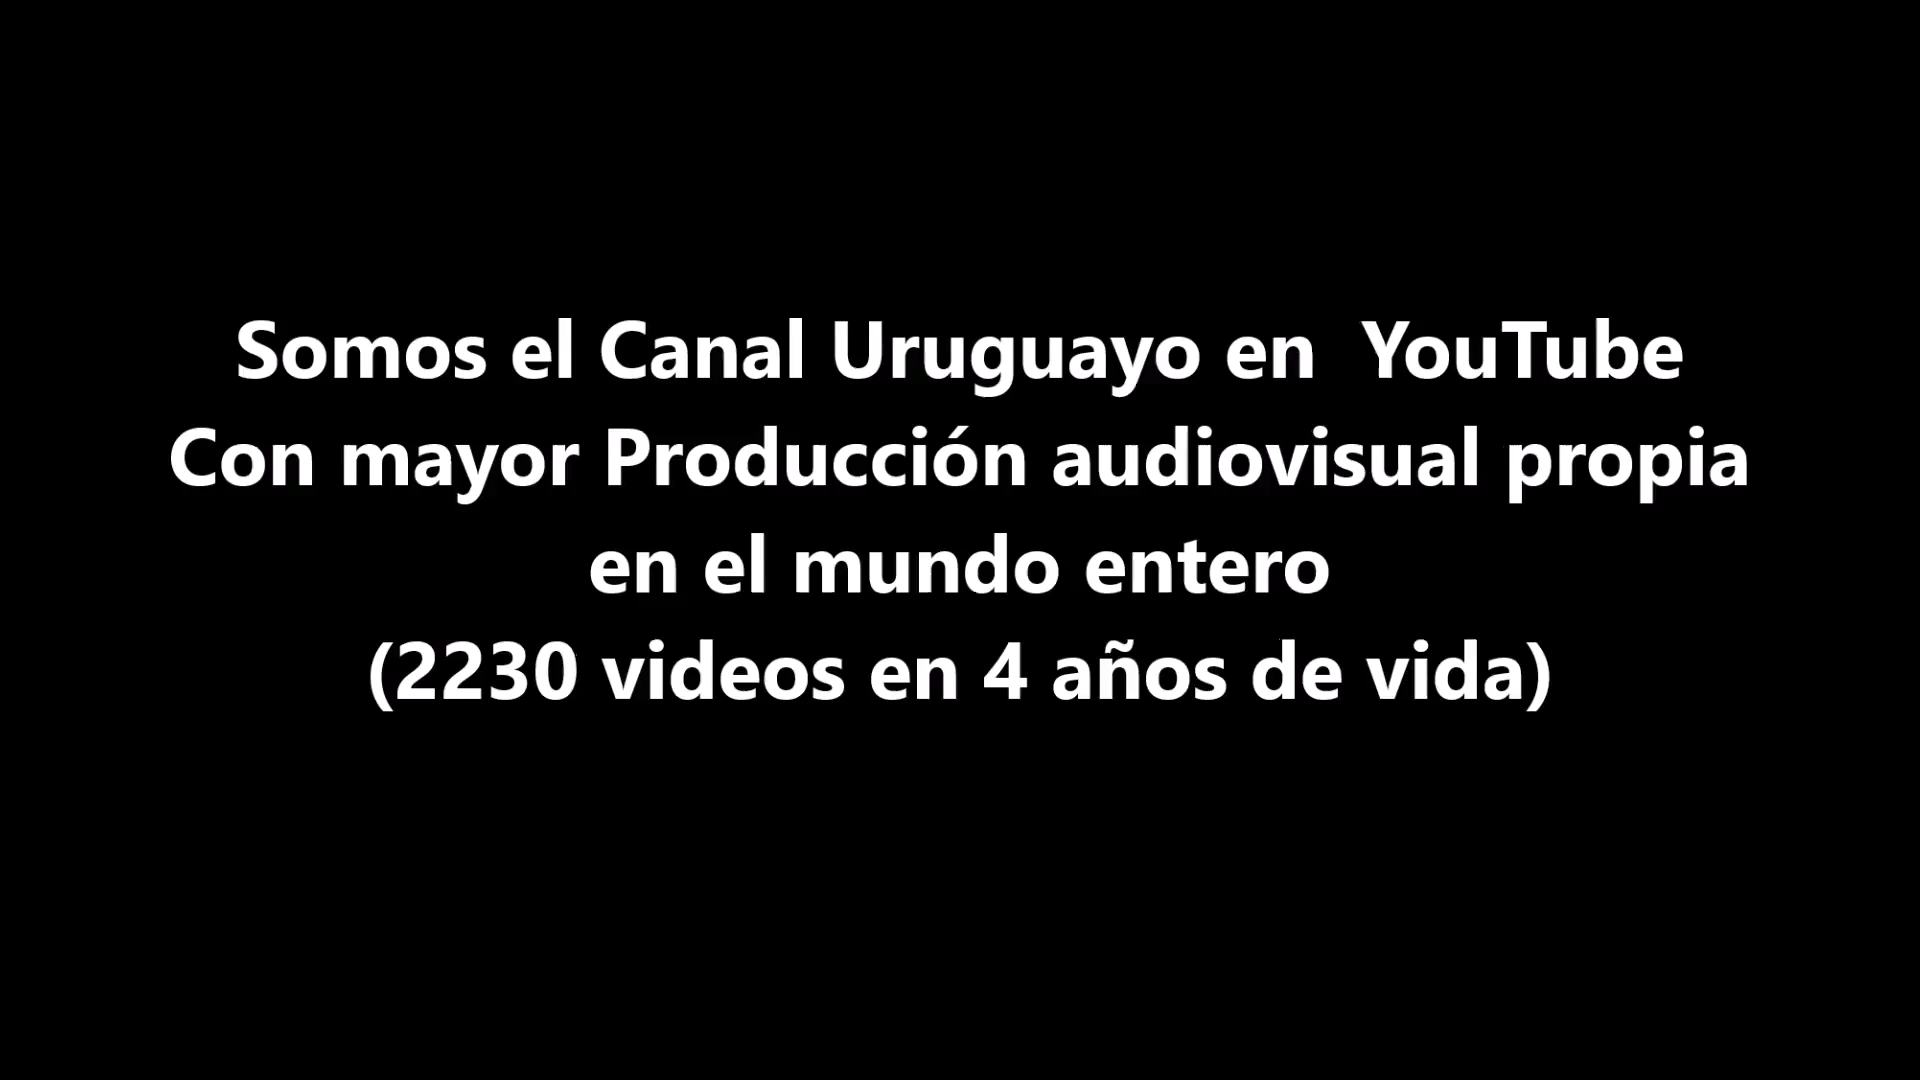 Somos el Canal Uruguayo en  YouTube
Con mayor Producción audiovisual propia
en el mundo entero
(2230 videos en 4 años de vida)